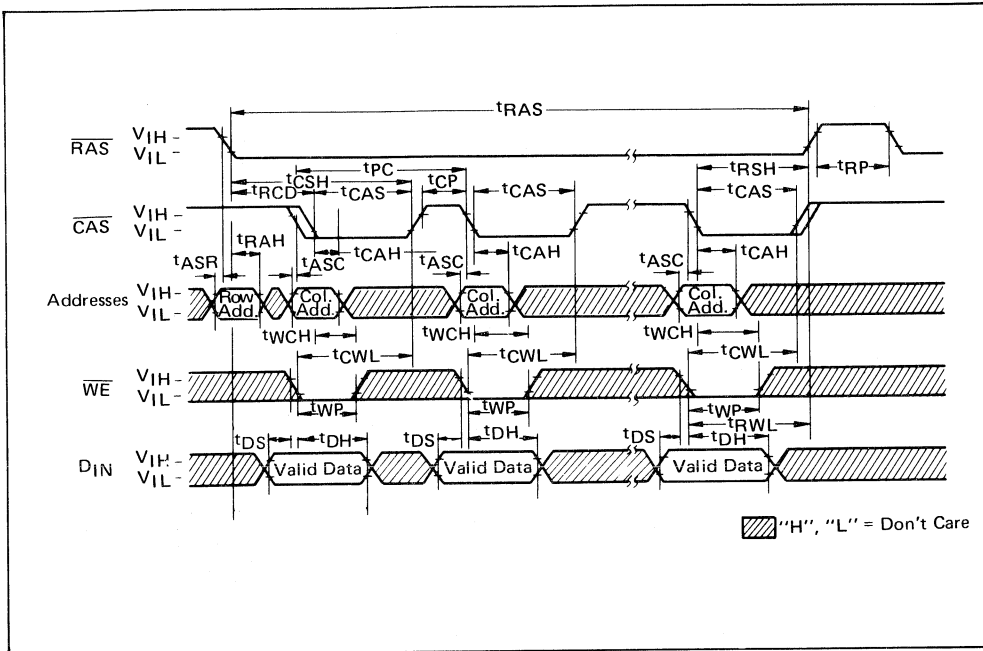 tRAS
RAS VIH
VIL
tPC tRSH tRP
tCSH
tRCD tCAS tCP tCAS tCAS
CAS VIH
VIL
tRAH tCAH tCAH tCAH
tASR tASC tASC tASC
Addresses VIH
VIL
Row Add. Col. Add. Col. Add. Col. Add.
tWCH tWCH tWCH
tCWL tCWL tCWL
WE VIH
VIL
tWP tWP tWP
tRWL
tDS tDH tDS tDH tDS tDH
DIN VIH
VIL
Valid Data Valid Data Valid Data
"H", "L" = Don't Care